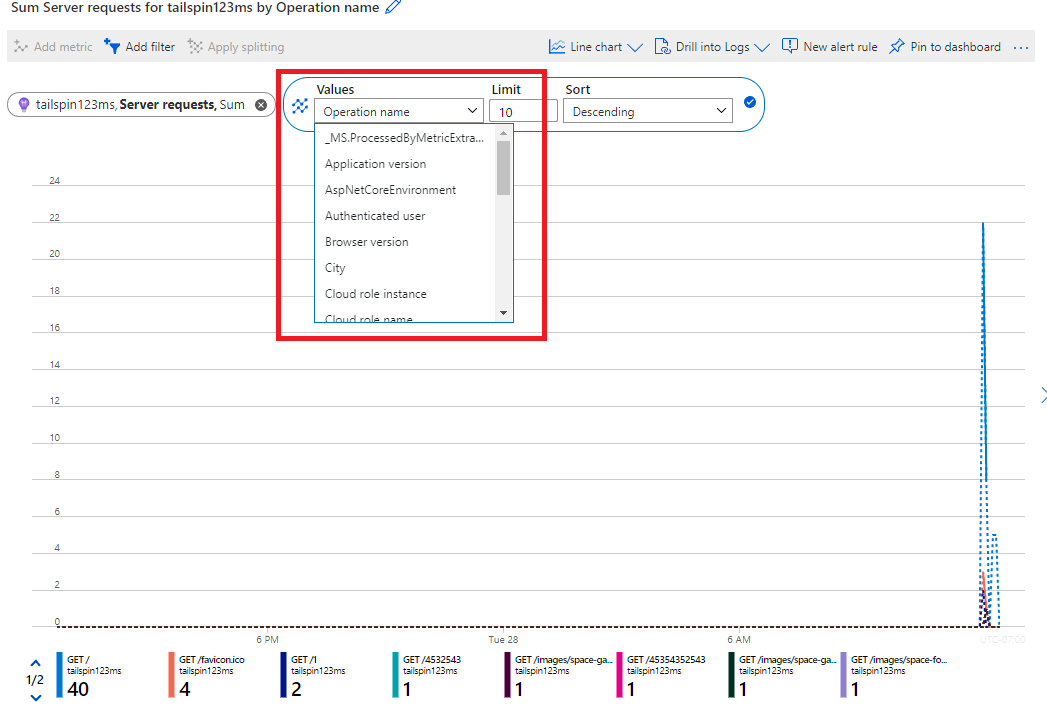 Sum Server requests for tailspin123ms by Operation name
Add metric Add filter Apply splitting Line chart Drill into Logs New alert rule Pin to dashboard ...
tailspin123ms, Server requests, Sum
Values Limit Sort
Operation name 10 Descending
_MS.ProcessedByMetricExtra...
Application version
AspNetCoreEnvironment
Authenticated user
Browser version
City
Cloud role instance
Cloud role name
24
22
20
18
16
14
12
10
8
6
4
2
0
6 PM Tue 28 6 AM UTC-07:00
1/2
GET /
tailspin123ms
40
GET /favicon.ico
tailspin123ms
4
GET /1
tailspin123ms
2
GET /4532543
tailspin123ms
1
GET /images/space-ga...
tailspin123ms
1
GET /45354352543
tailspin123ms
1
GET /images/space-ga...
tailspin123ms
1
GET /images/space-fo...
tailspin123ms
1